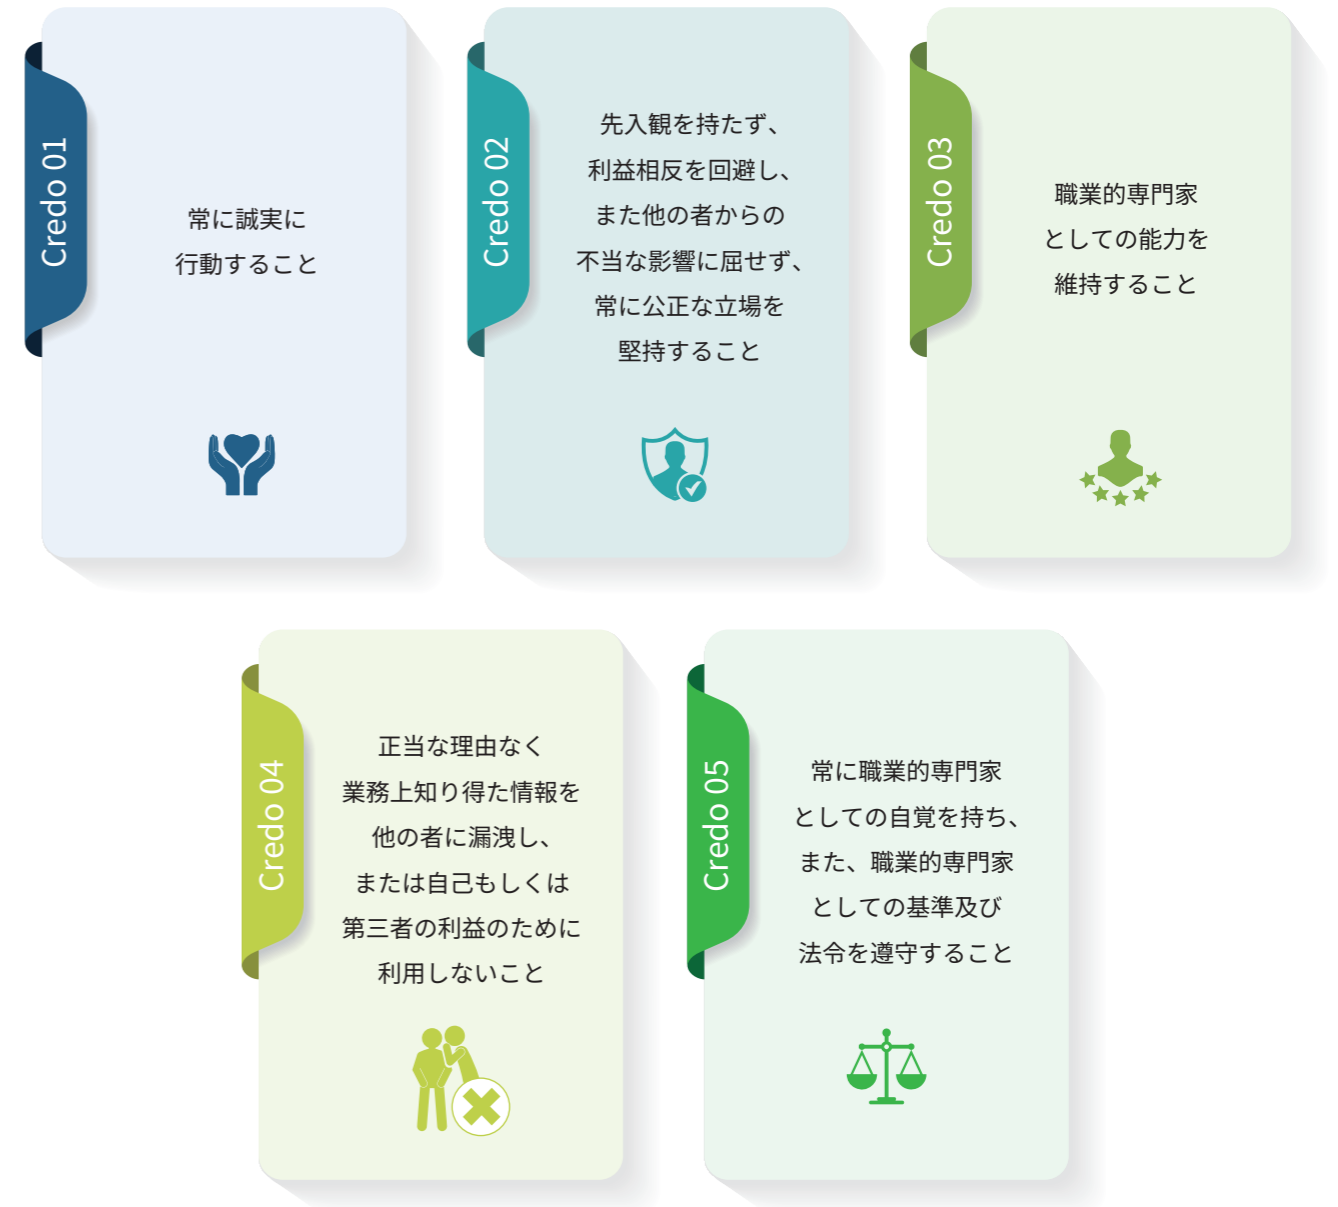 Credo 01
常に誠実に
行動すること
Credo 02
先入観を持たず、
利益相反を回避し、
また他の者からの
不当な影響に屈せず、
常に公正な立場を
堅持すること
Credo 03
職業的専門家
としての能力を
維持すること
Credo 04
正当な理由なく
業務上知り得た情報を
他の者に漏洩し、
または自己もしくは
第三者の利益のために
利用しないこと
Credo 05
常に職業的専門家
としての自覚を持ち、
また、職業的専門家
としての基準及び
法令を遵守すること